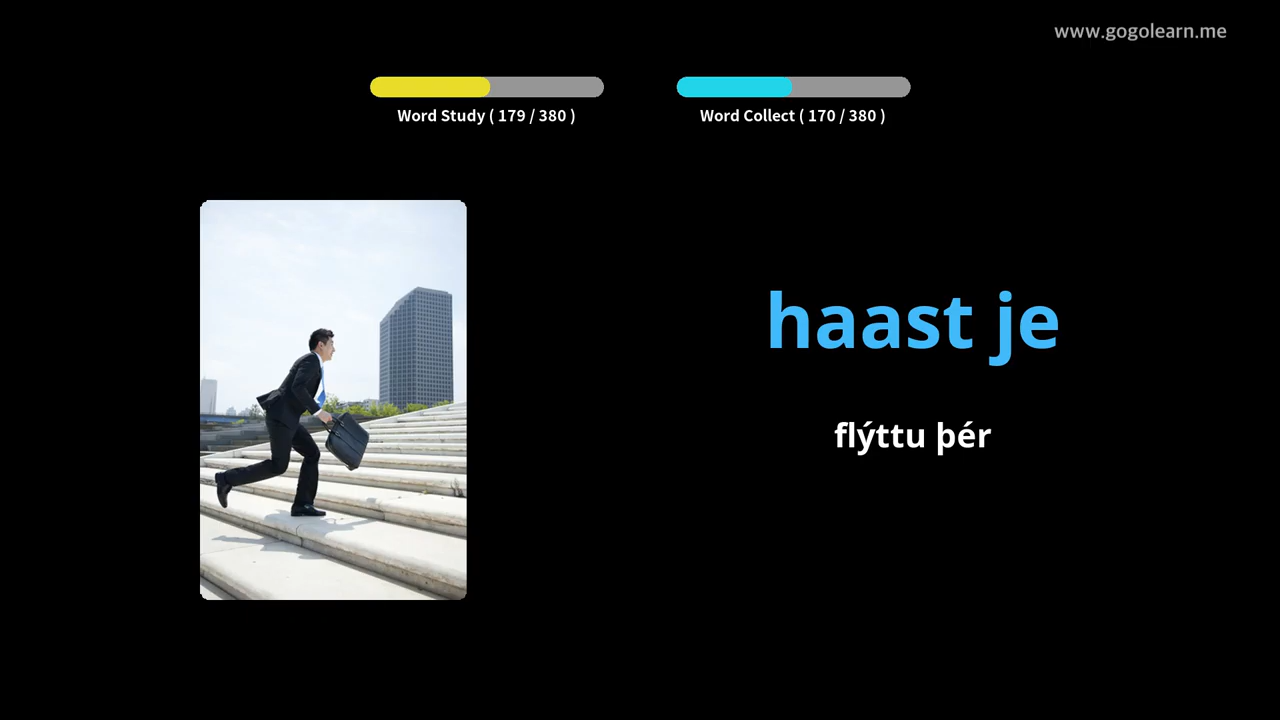 www.gogolearn.me
Word Study ( 179 / 380 )
Word Collect ( 170 / 380 )
haast je
flýttu þér